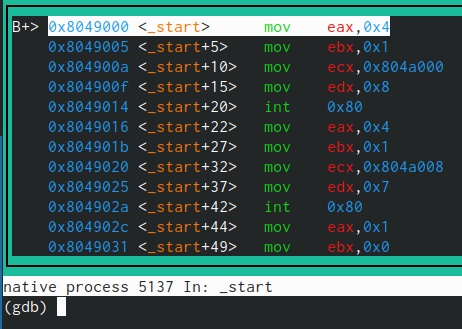 B+> 0x8049000 <_start> mov eax,0x4
0x8049005 <_start+5> mov ebx,0x1
0x804900a <_start+10> mov ecx,0x804a000
0x804900f <_start+15> mov edx,0x8
0x8049014 <_start+20> int 0x80
0x8049016 <_start+22> mov eax,0x4
0x804901b <_start+27> mov ebx,0x1
0x8049020 <_start+32> mov ecx,0x804a008
0x8049025 <_start+37> mov edx,0x7
0x804902a <_start+42> int 0x80
0x804902c <_start+44> mov eax,0x1
0x8049031 <_start+49> mov ebx,0x0
native process 5137 In: _start
(gdb)